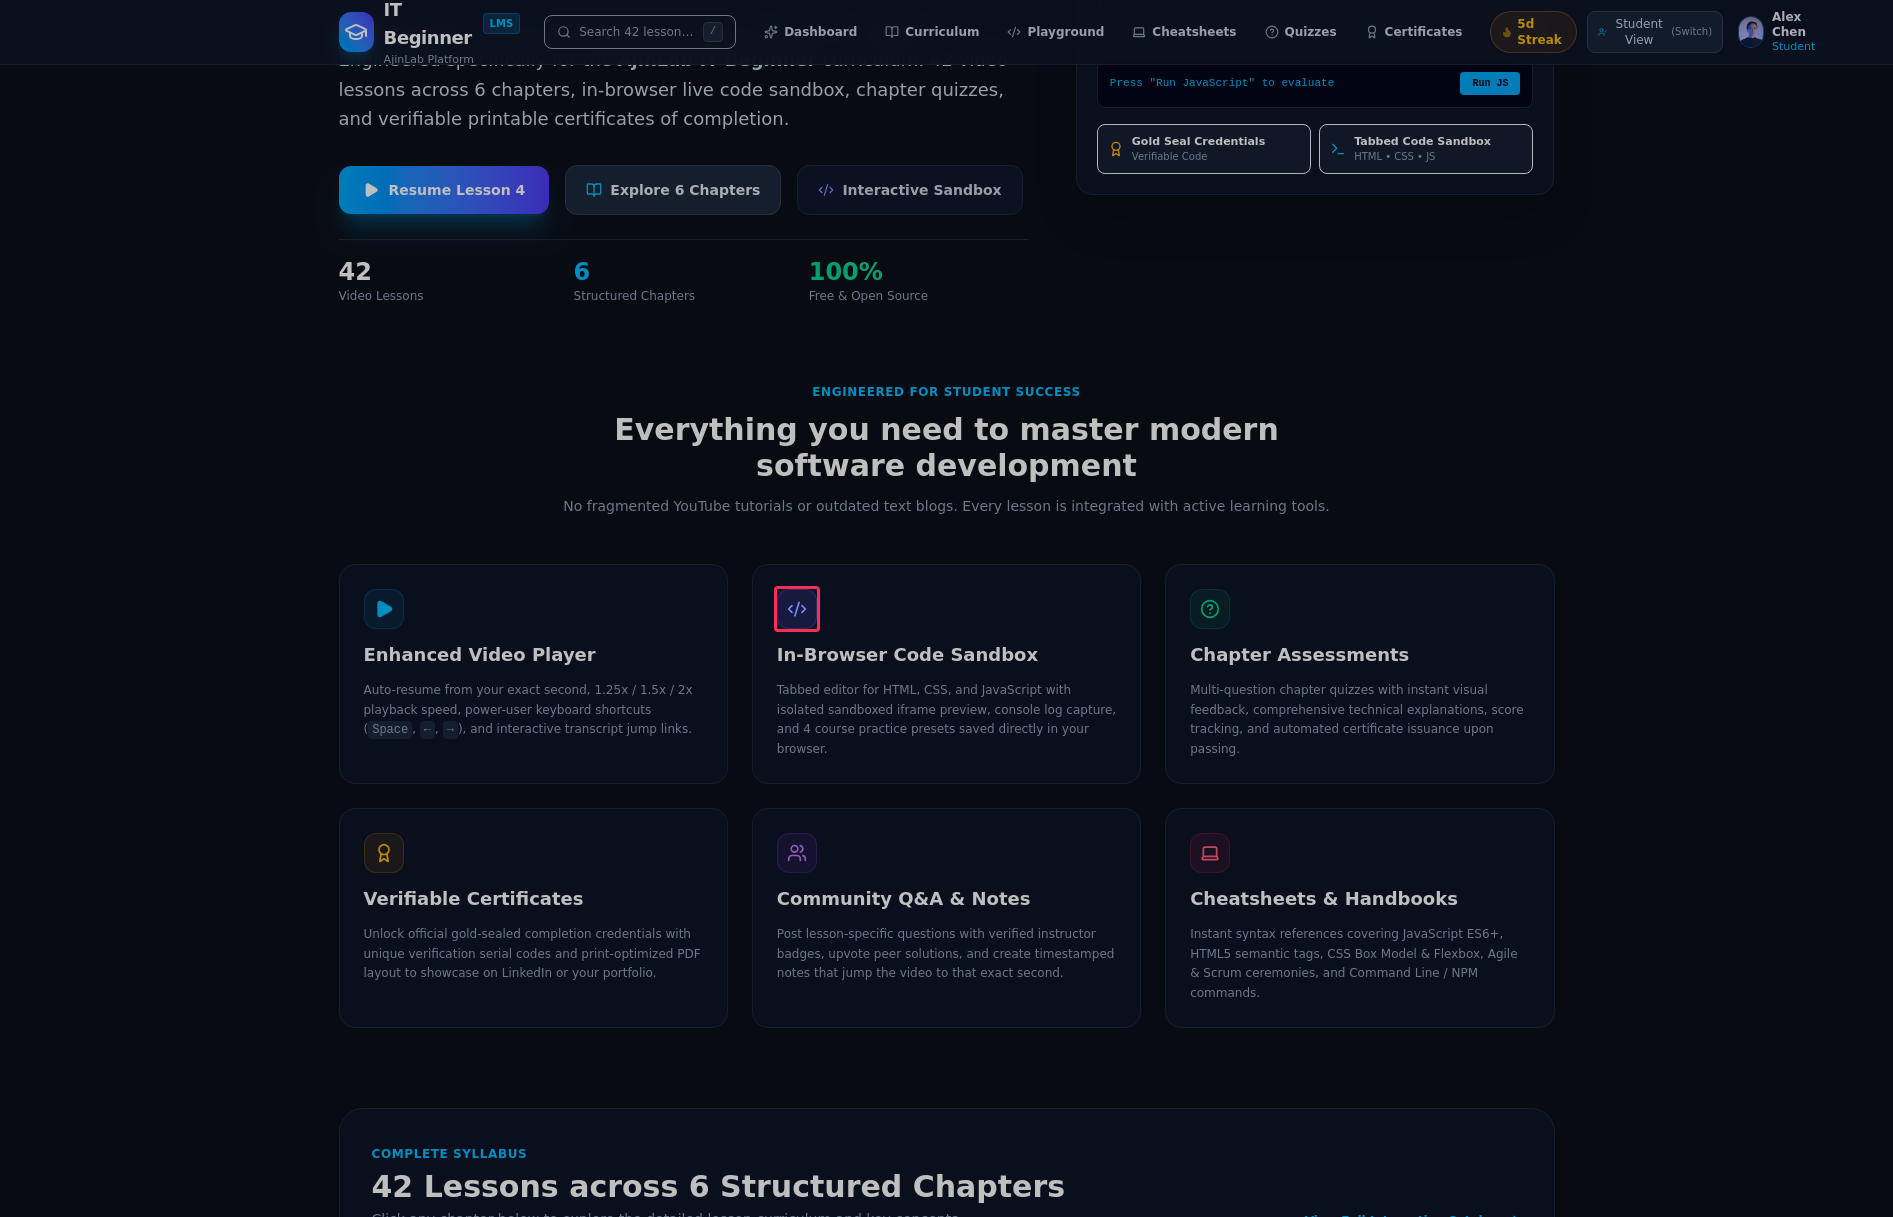 IT
Beginner
LMS
AjinLab Platform
Search 42 lesson...
/
Dashboard
Curriculum
Playground
Cheatsheets
Quizzes
Certificates
5d
Streak
Student
View
(Switch)
Alex
Chen
Student
lessons across 6 chapters, in-browser live code sandbox, chapter quizzes,
and verifiable printable certificates of completion.
Press "Run JavaScript" to evaluate
Run JS
Gold Seal Credentials
Verifiable Code
Tabbed Code Sandbox
HTML • CSS • JS
Resume Lesson 4
Explore 6 Chapters
Interactive Sandbox
42
Video Lessons
6
Structured Chapters
100%
Free & Open Source
ENGINEERED FOR STUDENT SUCCESS
Everything you need to master modern
software development
No fragmented YouTube tutorials or outdated text blogs. Every lesson is integrated with active learning tools.
Enhanced Video Player
Auto-resume from your exact second, 1.25x / 1.5x / 2x
playback speed, power-user keyboard shortcuts
(Space, ←, →), and interactive transcript jump links.
In-Browser Code Sandbox
Tabbed editor for HTML, CSS, and JavaScript with
isolated sandboxed iframe preview, console log capture,
and 4 course practice presets saved directly in your
browser.
Chapter Assessments
Multi-question chapter quizzes with instant visual
feedback, comprehensive technical explanations, score
tracking, and automated certificate issuance upon
passing.
Verifiable Certificates
Unlock official gold-sealed completion credentials with
unique verification serial codes and print-optimized PDF
layout to showcase on LinkedIn or your portfolio.
Community Q&A & Notes
Post lesson-specific questions with verified instructor
badges, upvote peer solutions, and create timestamped
notes that jump the video to that exact second.
Cheatsheets & Handbooks
Instant syntax references covering JavaScript ES6+,
HTML5 semantic tags, CSS Box Model & Flexbox, Agile
& Scrum ceremonies, and Command Line / NPM
commands.
COMPLETE SYLLABUS
42 Lessons across 6 Structured Chapters